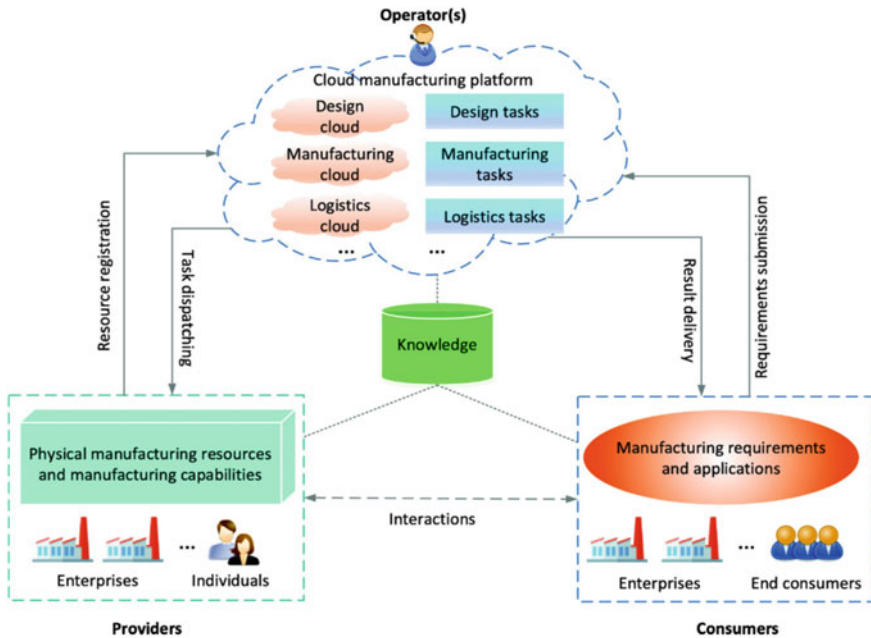 Operator(s)
Cloud manufacturing platform
Design
cloud
Design tasks
Manufacturing
cloud
Manufacturing
tasks
Logistics
cloud
Logistics tasks
...
...
Resource registration
Task dispatching
Result delivery
Requirements submission
Knowledge
Physical manufacturing resources
and manufacturing capabilities
Manufacturing requirements
and applications
Interactions
...
Enterprises
Individuals
...
Enterprises
End consumers
Providers
Consumers